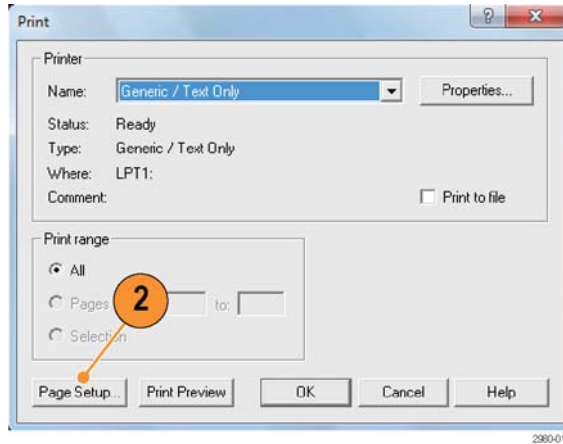 Print
Printer
Name: Generic / Text Only Properties...
Status: Ready
Type: Generic / Text Only
Where: LPT1:
Comment: Print to file
Print range
All
Pages 2 to:
Selection
Page Setup... Print Preview OK Cancel Help